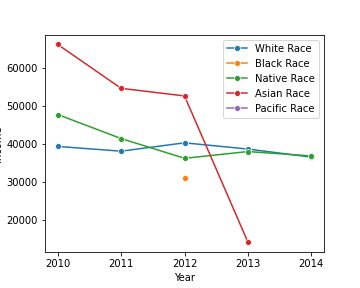 White Race
Black Race
Native Race
Asian Race
Pacific Race
60000
50000
40000
30000
20000
2010 2011 2012 2013 2014
Year